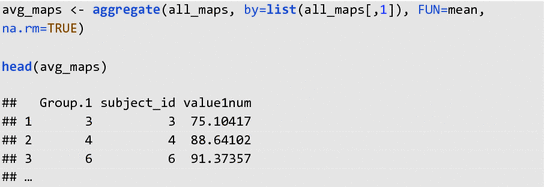 avg_maps <- aggregate(all_maps, by=list(all_maps[,1]), FUN=mean,
na.rm=TRUE)
head(avg_maps)
##   Group.1 subject_id value1num
## 1       3          3  75.10417
## 2       4          4  88.64102
## 3       6          6  91.37357
## …